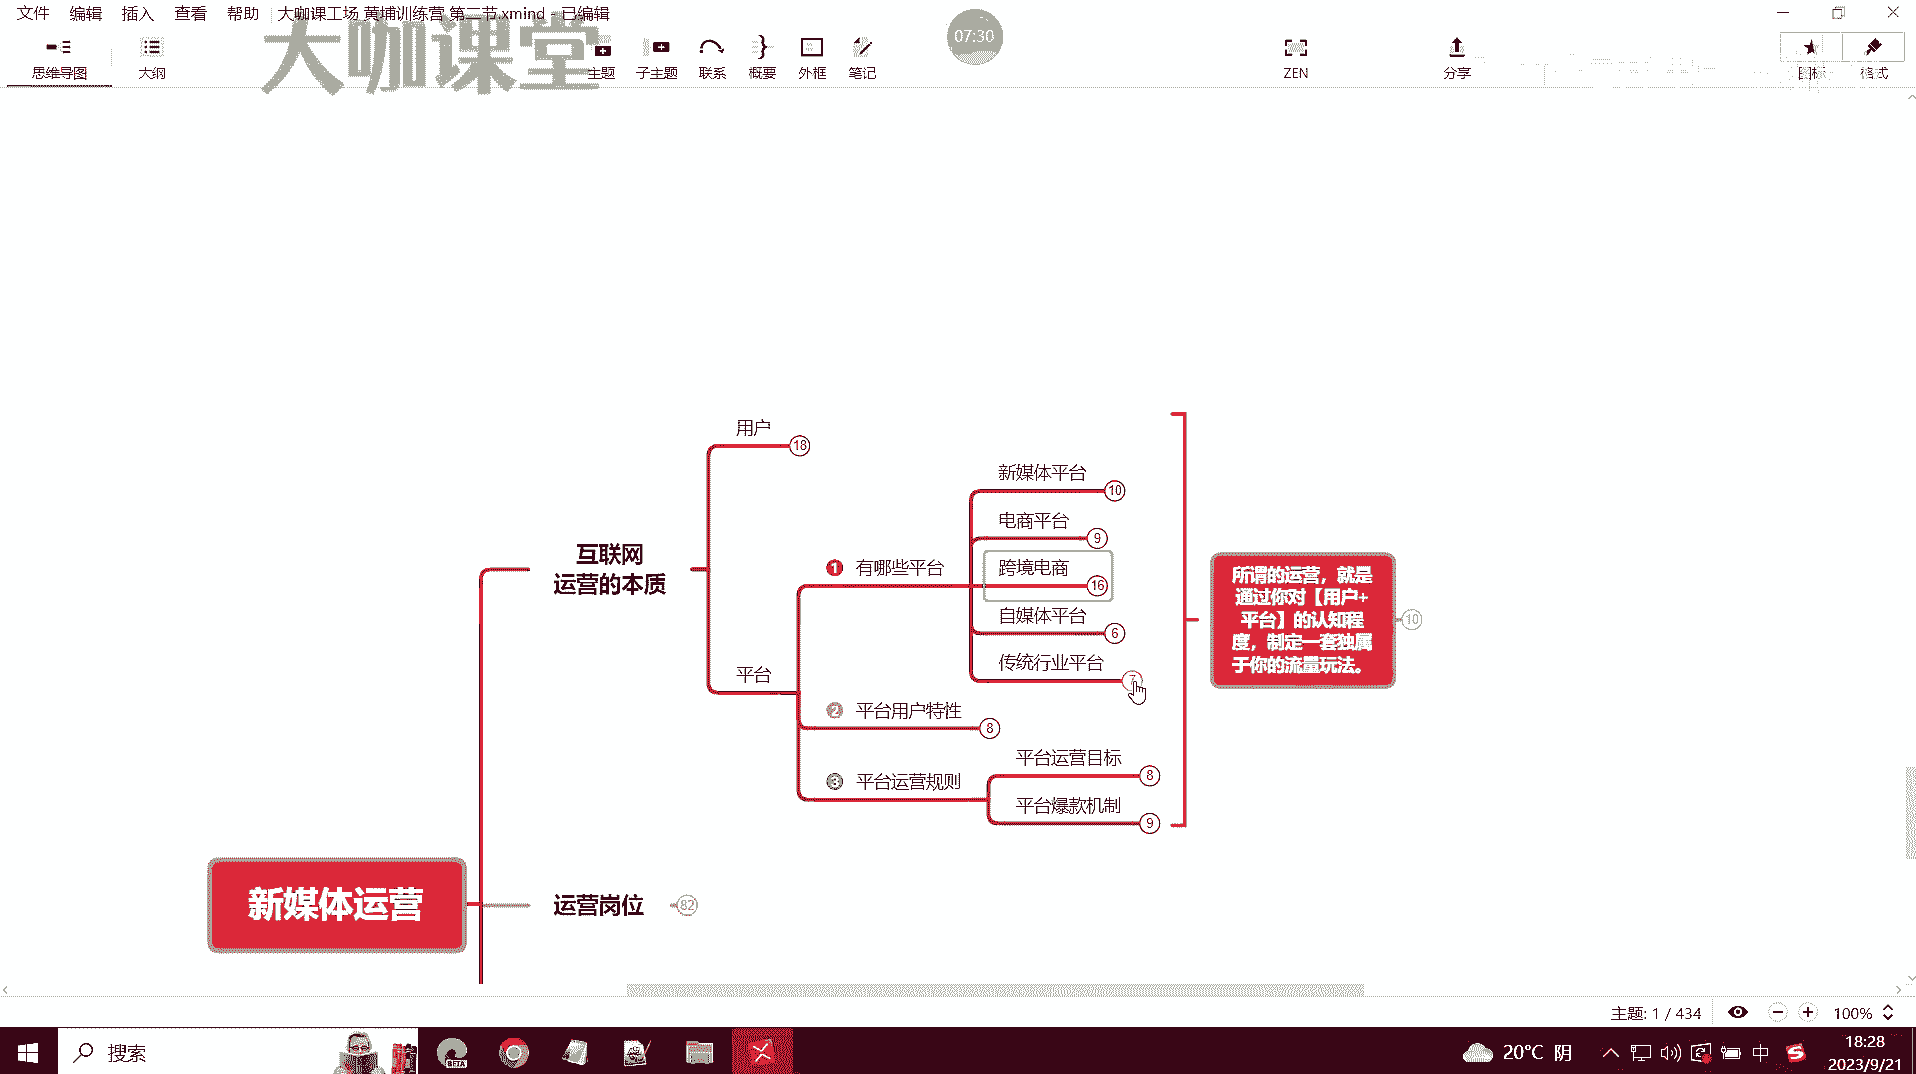 文件 编辑 插入 查看 帮助 大咖课工场 黄埔训练营 第二节.xmind - 已编辑
大咖课堂
07:30
思维导图 大纲 主题 子主题 联系 概要 外框 笔记 ZEN 分享 图标 格式
用户 18
新媒体平台 10
电商平台 9
互联网
运营的本质
1 有哪些平台
跨境电商 16
自媒体平台 6
传统行业平台 7
平台
2 平台用户特性 8
3 平台运营规则
平台运营目标 8
平台爆款机制 9
所谓的运营，就是
通过你对【用户+
平台】的认知程
度，制定一套独属
于你的流量玩法。
10
新媒体运营
运营岗位 82
主题: 1 / 434 100%
搜索
BETA
20°C 阴
中
18:28
2023/9/21